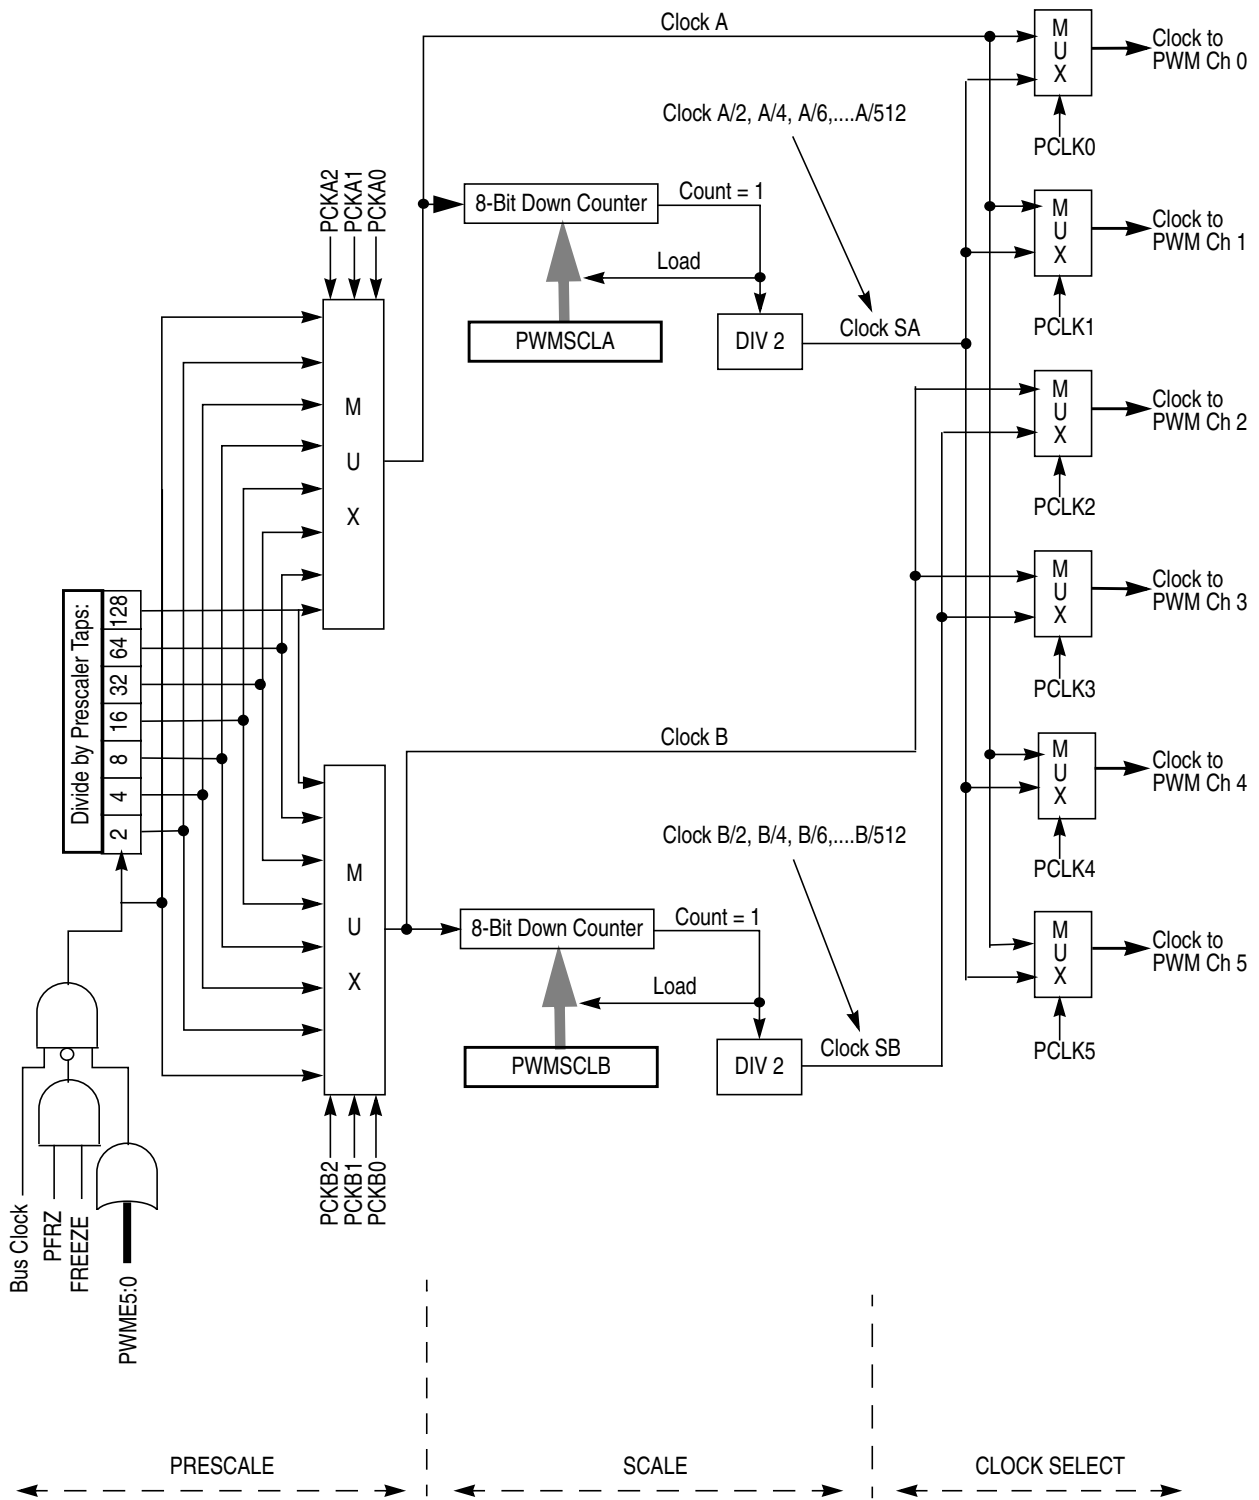 Clock A
M
U
X
Clock to
PWM Ch 0
PCLK0
Clock A/2, A/4, A/6,....A/512
PCKA2
PCKA1
PCKA0
8-Bit Down Counter
Count = 1
Load
PWMSCLA
DIV 2
Clock SA
M
U
X
Clock to
PWM Ch 1
PCLK1
M
U
X
M
U
X
Clock to
PWM Ch 2
PCLK2
M
U
X
Clock to
PWM Ch 3
PCLK3
Divide by Prescaler Taps:
128
64
32
16
8
4
2
Clock B
M
U
X
Clock to
PWM Ch 4
PCLK4
Clock B/2, B/4, B/6,....B/512
M
U
X
8-Bit Down Counter
Count = 1
Load
PWMSCLB
DIV 2
Clock SB
M
U
X
Clock to
PWM Ch 5
PCLK5
PCKB2
PCKB1
PCKB0
Bus Clock
PFRZ
FREEZE
PWME5:0
PRESCALE
SCALE
CLOCK SELECT